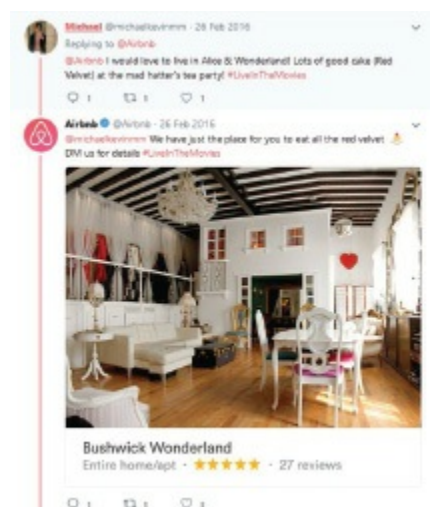 Michael @michaelkevinmm · 26 Feb 2016
Replying to @Airbnb
@Airbnb I would love to live in Alice & Wonderland! Lots of good cake (Red
Velvet) at the mad hatter's tea party! #LiveInTheMovies
1 1 1
Airbnb @Airbnb · 26 Feb 2016
@michaelkevinmm We have just the place for you to eat all the red velvet
DM us for details #LiveInTheMovies
Bushwick Wonderland
Entire home/apt · ★★★★★ · 27 reviews